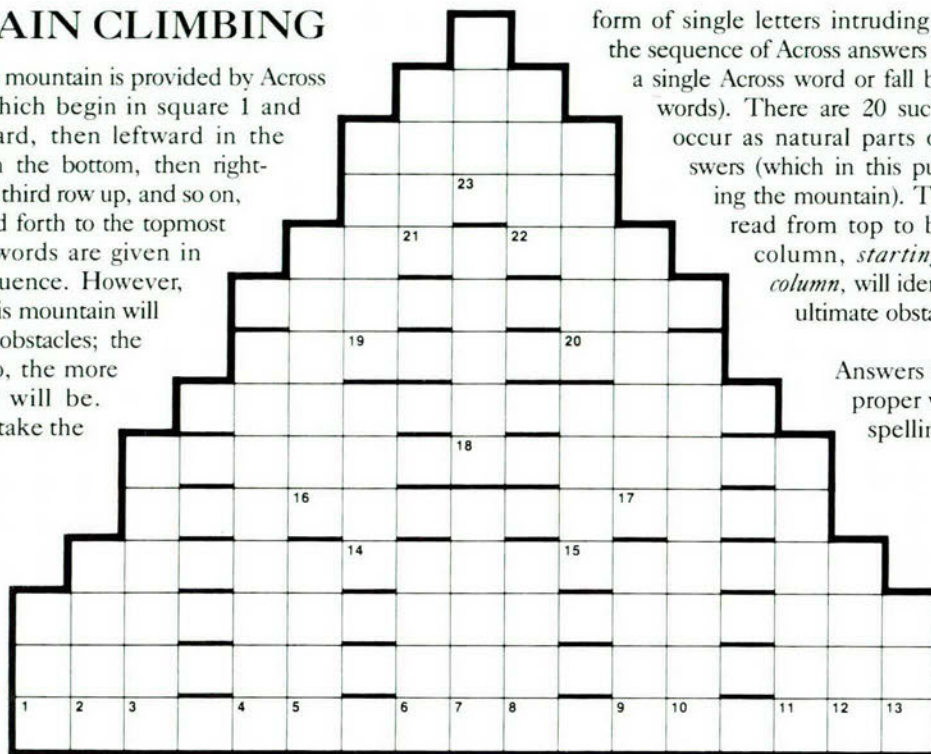 AIN CLIMBING
mountain is provided by Across
hich begin in square 1 and
ard, then leftward in the
n the bottom, then right-
third row up, and so on,
d forth to the topmost
words are given in
uence. However,
is mountain will
obstacles; the
o, the more
will be.
take the
form of single letters intruding
the sequence of Across answers
a single Across word or fall b
words). There are 20 suc
occur as natural parts o
swers (which in this pu
ing the mountain). T
read from top to b
column, starting
column, will iden
ultimate obsta
Answers
proper v
spellin
23
21 22
19 20
18
16 17
14 15
1 2 3 4 5 6 7 8 9 10 11 12 13